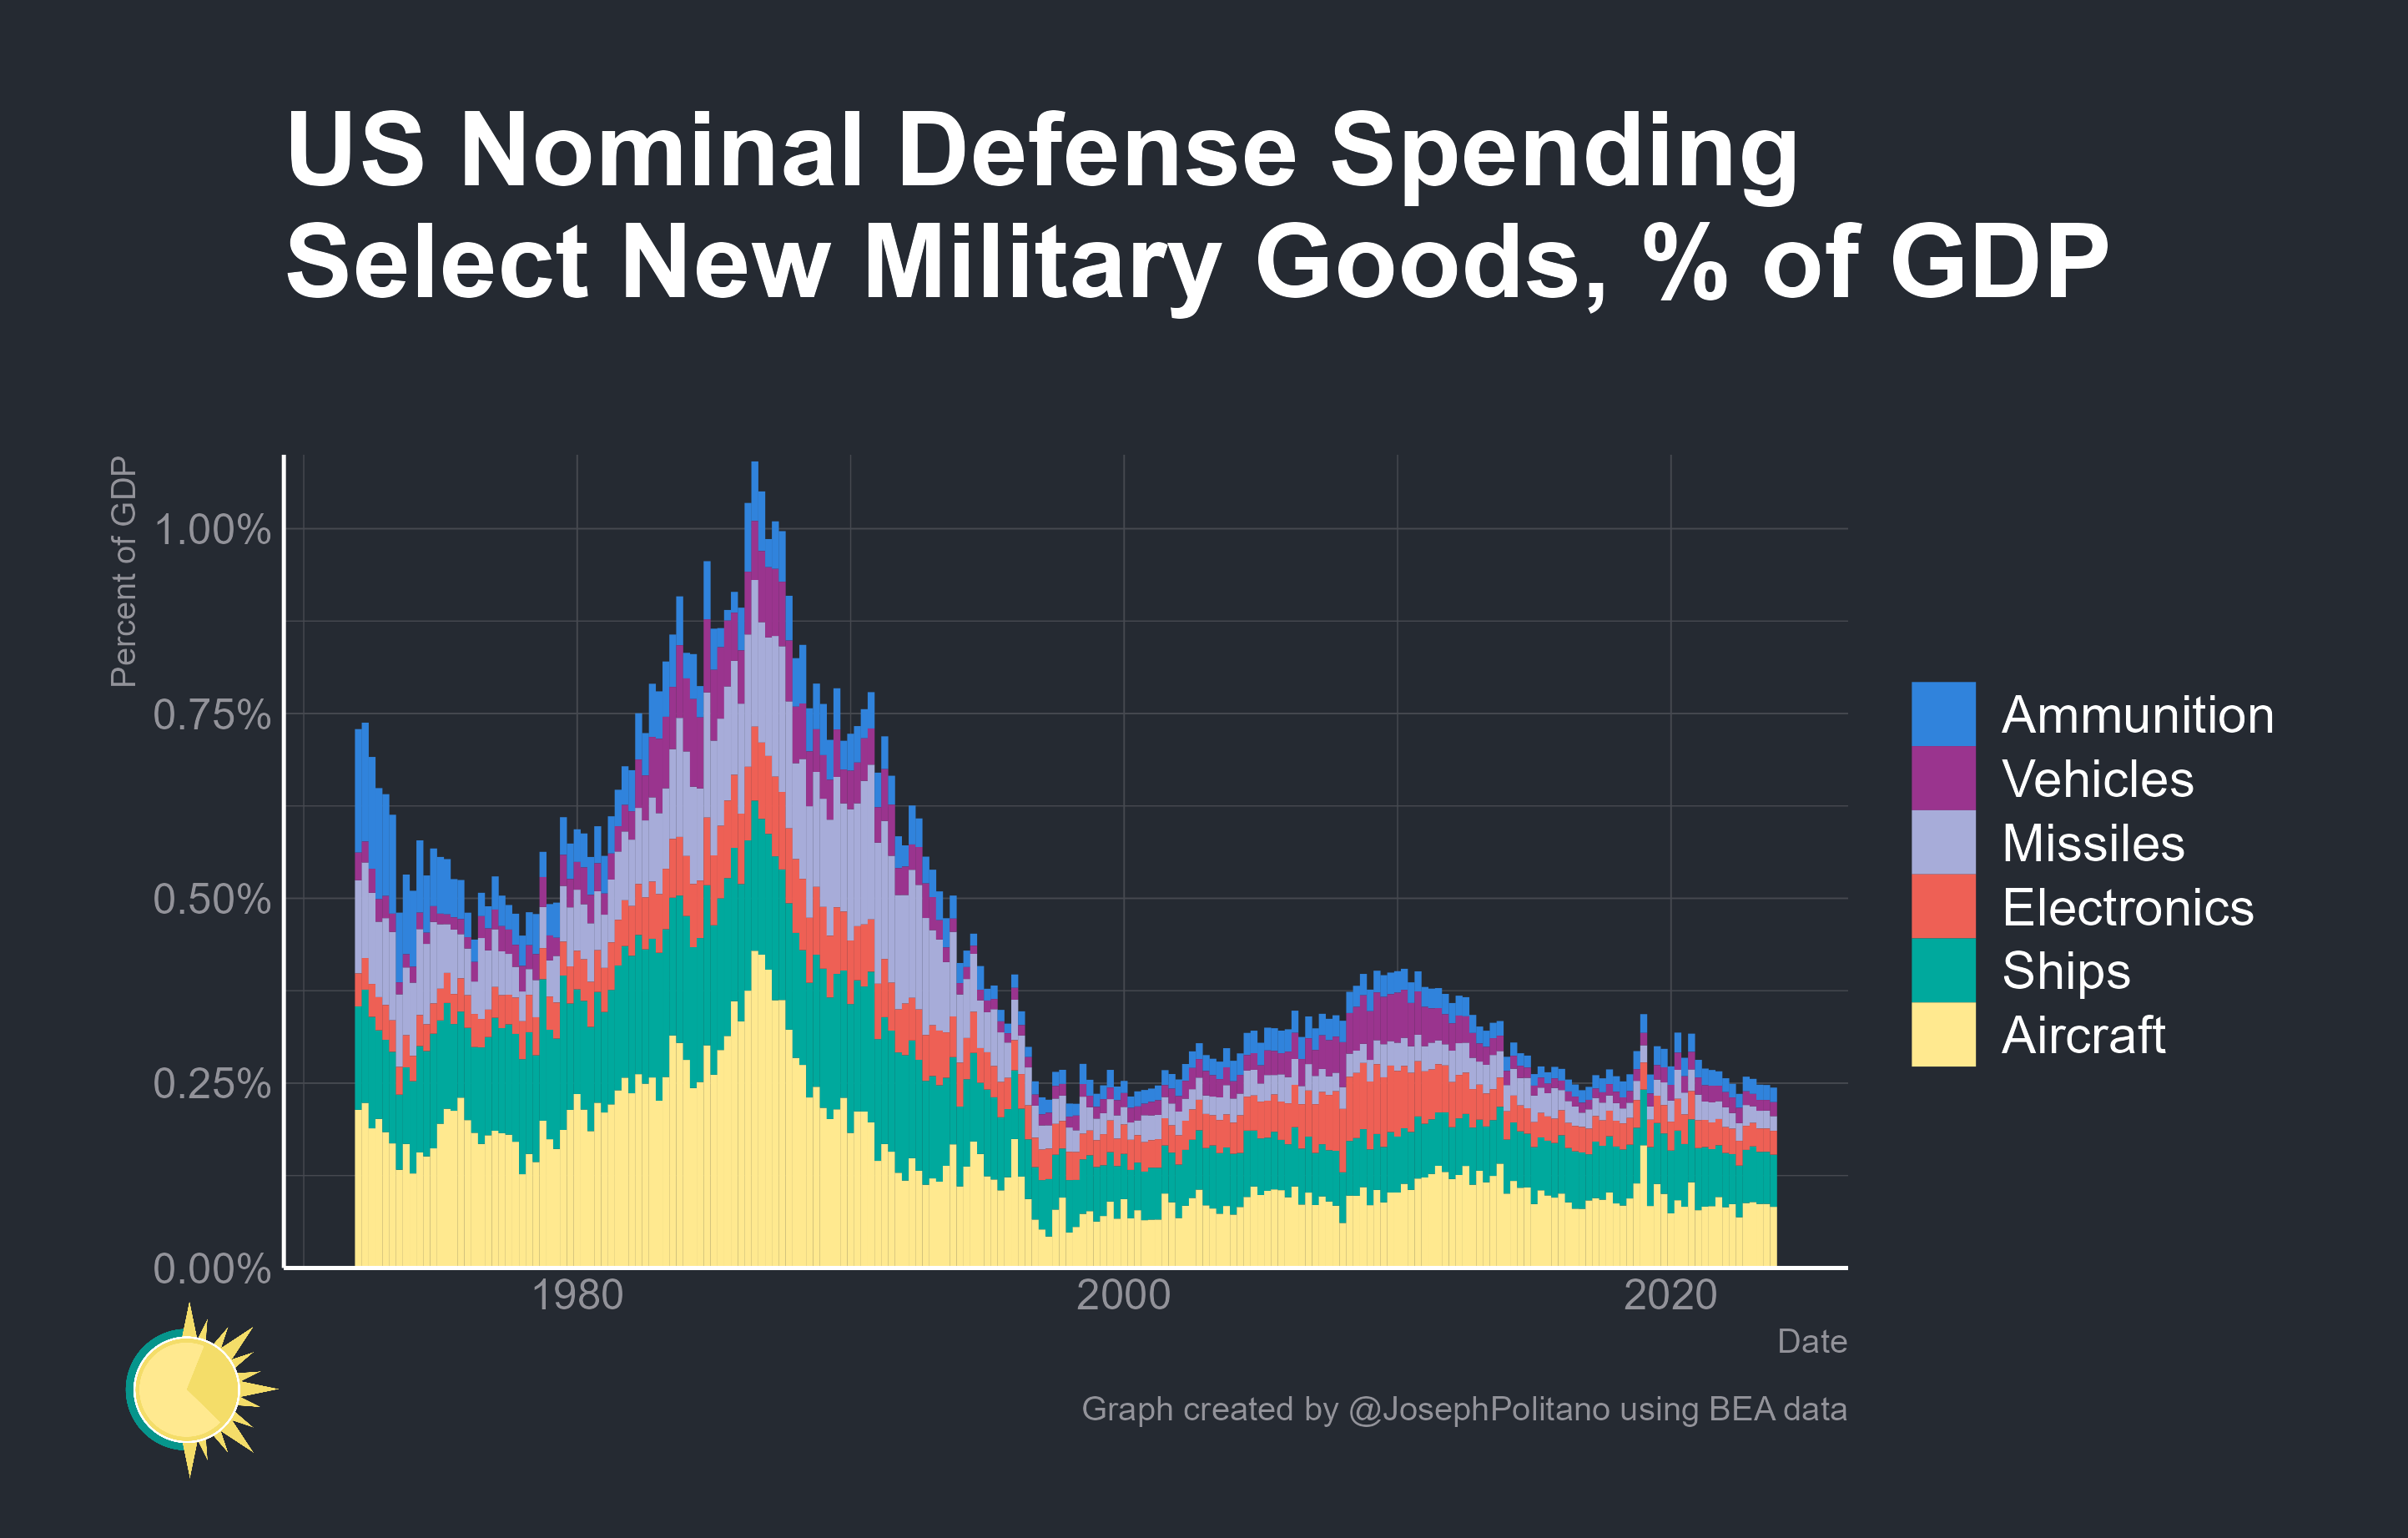 US Nominal Defense Spending
Select New Military Goods, % of GDP
Percent of GDP
1.00%
0.75%
0.50%
0.25%
0.00%
1980
2000
2020
Date
Ammunition
Vehicles
Missiles
Electronics
Ships
Aircraft
Graph created by @JosephPolitano using BEA data